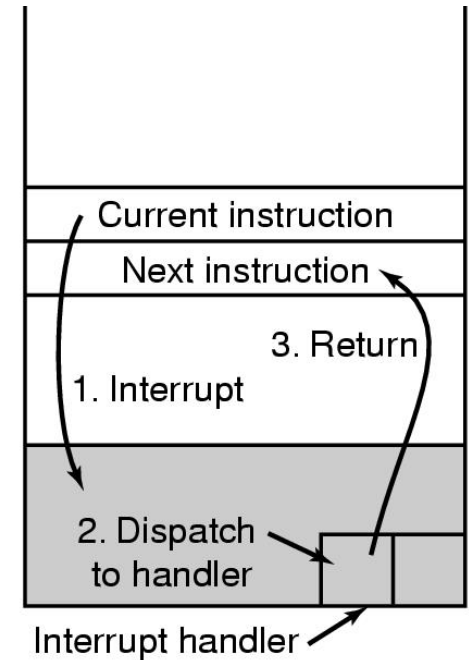 Current instruction
Next instruction
3. Return
1. Interrupt
2. Dispatch
to handler
Interrupt handler